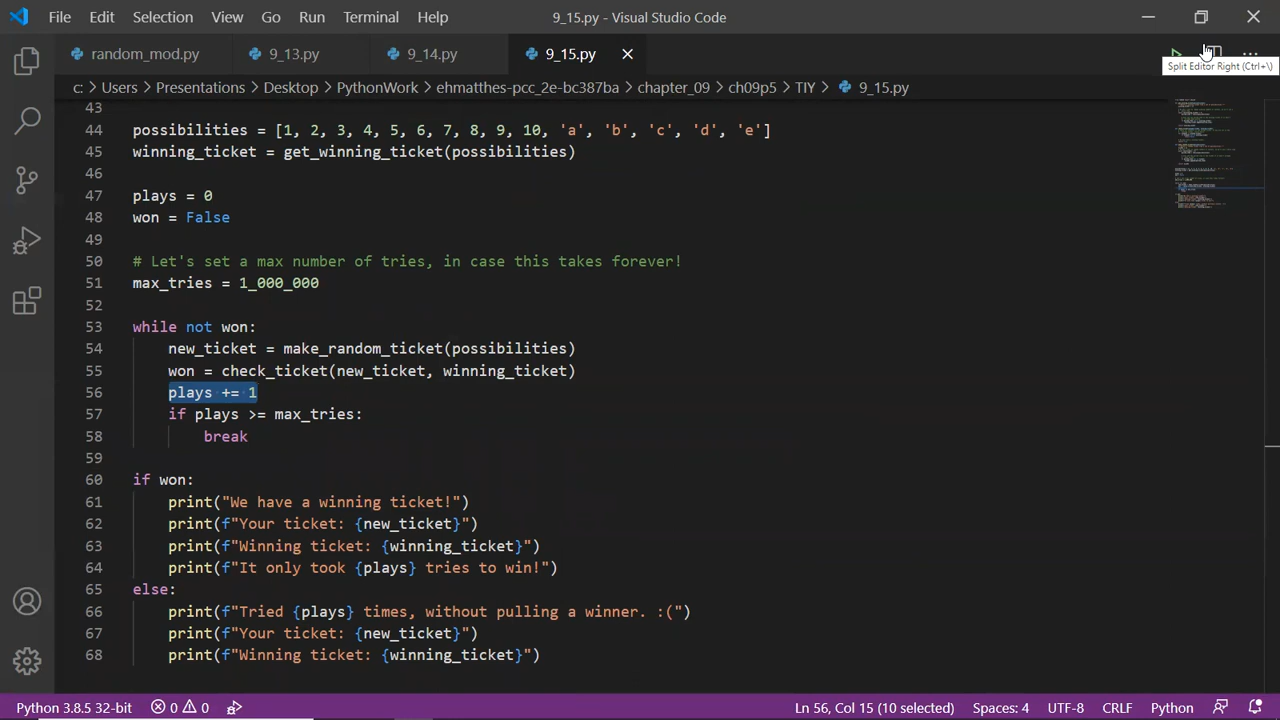 File Edit Selection View Go Run Terminal Help 9_15.py - Visual Studio Code
random_mod.py 9_13.py 9_14.py 9_15.py
Split Editor Right (Ctrl+\)
c: > Users > Presentations > Desktop > PythonWork > ehmatthes-pcc_2e-bc387ba > chapter_09 > ch09p5 > TIY > 9_15.py
43
44 possibilities = [1, 2, 3, 4, 5, 6, 7, 8, 9, 10, 'a', 'b', 'c', 'd', 'e']
45 winning_ticket = get_winning_ticket(possibilities)
46
47 plays = 0
48 won = False
49
50 # Let's set a max number of tries, in case this takes forever!
51 max_tries = 1_000_000
52
53 while not won:
54 new_ticket = make_random_ticket(possibilities)
55 won = check_ticket(new_ticket, winning_ticket)
56 plays += 1
57 if plays >= max_tries:
58 break
59
60 if won:
61 print("We have a winning ticket!")
62 print(f"Your ticket: {new_ticket}")
63 print(f"Winning ticket: {winning_ticket}")
64 print(f"It only took {plays} tries to win!")
65 else:
66 print(f"Tried {plays} times, without pulling a winner. :(")
67 print(f"Your ticket: {new_ticket}")
68 print(f"Winning ticket: {winning_ticket}")
Python 3.8.5 32-bit 0 0 Ln 56, Col 15 (10 selected) Spaces: 4 UTF-8 CRLF Python